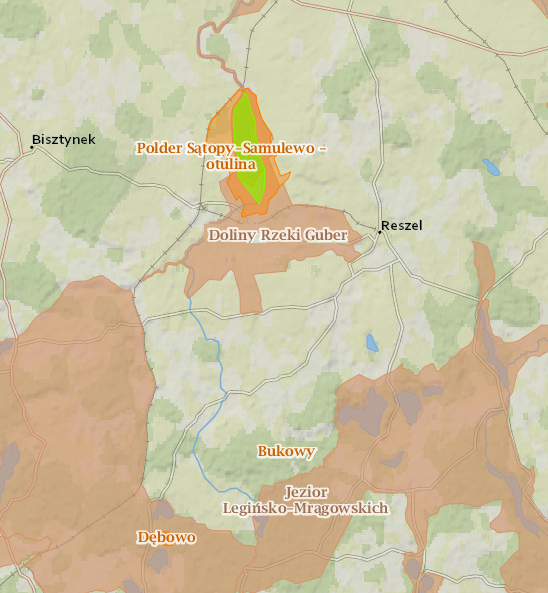 Bisztynek
Polder Sątopy-Samulewo -
otulina
Reszel
Doliny Rzeki Guber
Bukowy
Jezior
Legińsko-Mrągowskich
Dębowo